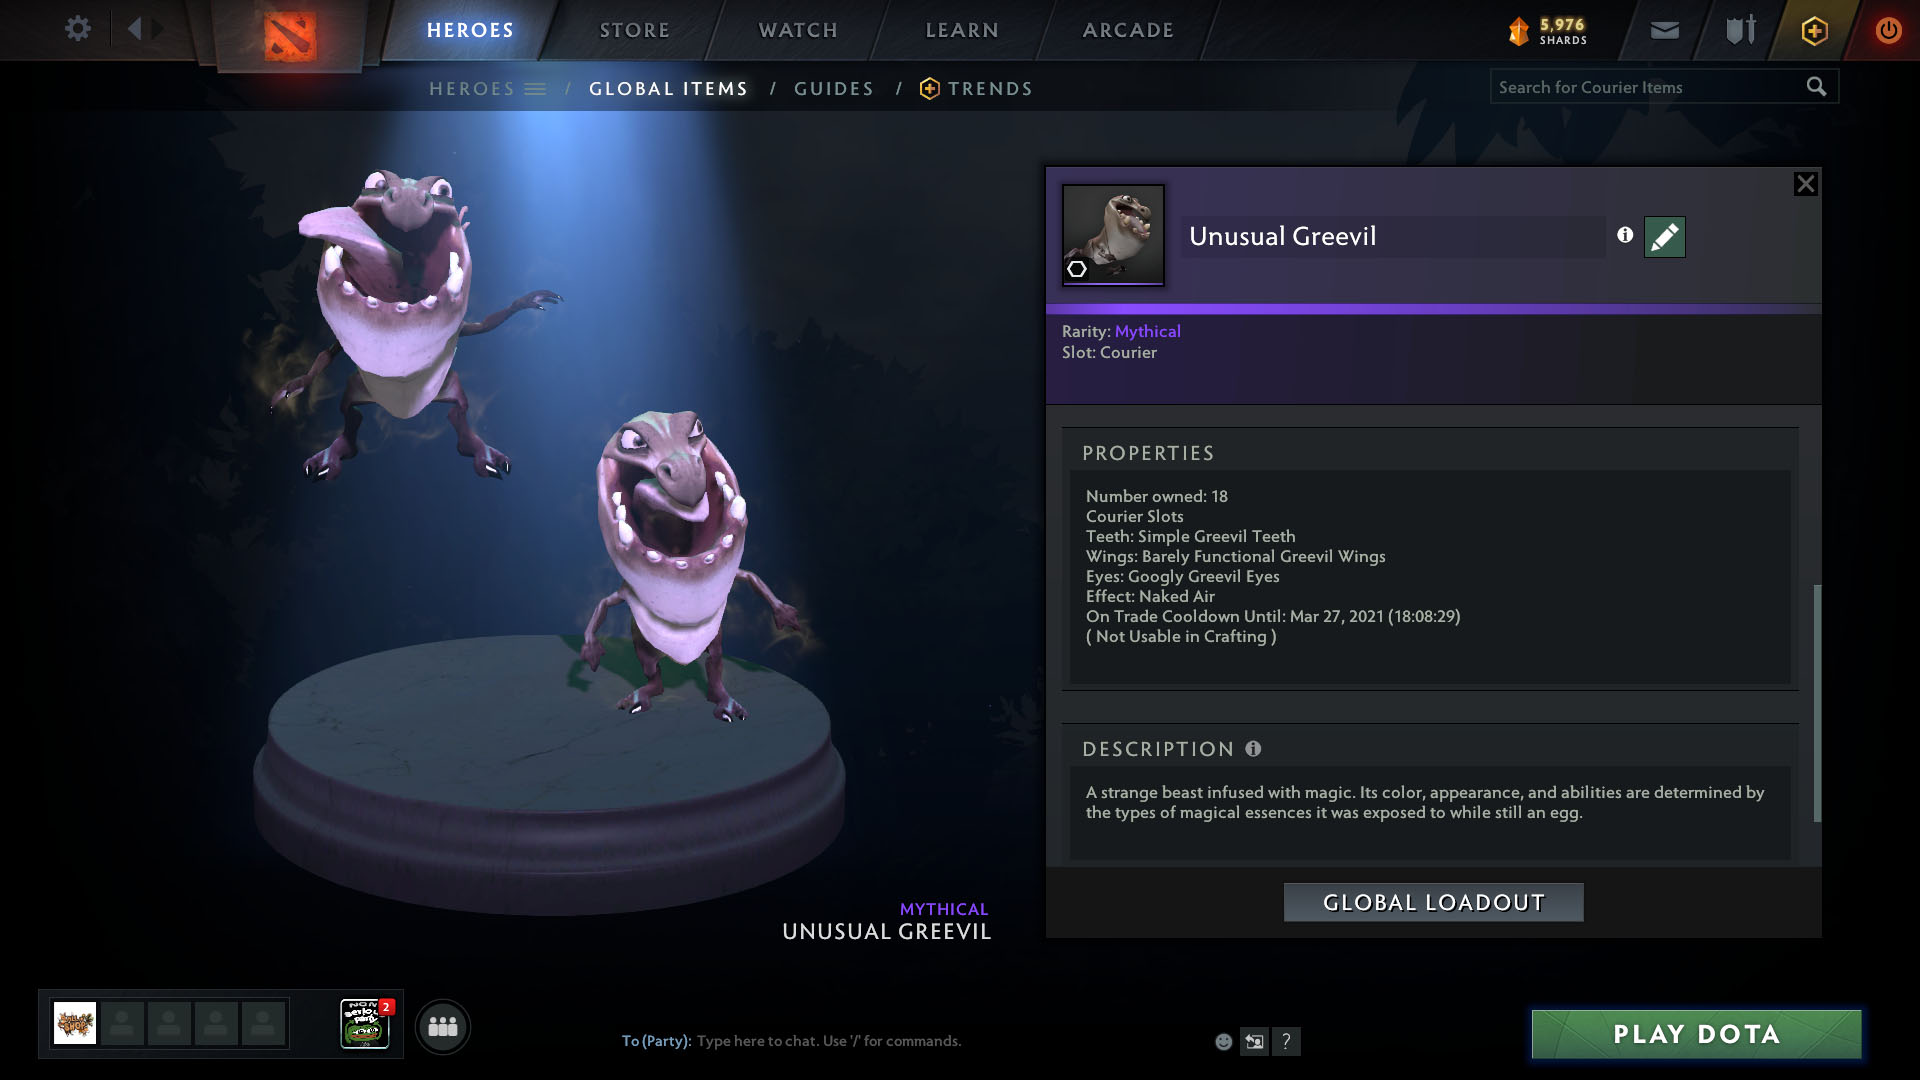 HEROES
STORE
WATCH
LEARN
ARCADE
5,976
SHARDS
HEROES / GLOBAL ITEMS / GUIDES / TRENDS
Search for Courier Items
Unusual Greevil
Rarity: Mythical
Slot: Courier
PROPERTIES
Number owned: 18
Courier Slots
Teeth: Simple Greevil Teeth
Wings: Barely Functional Greevil Wings
Eyes: Googly Greevil Eyes
Effect: Naked Air
On Trade Cooldown Until: Mar 27, 2021 (18:08:29)
( Not Usable in Crafting )
DESCRIPTION
A strange beast infused with magic. Its color, appearance, and abilities are determined by
the types of magical essences it was exposed to while still an egg.
GLOBAL LOADOUT
MYTHICAL
UNUSUAL GREEVIL
2
To (Party): Type here to chat. Use '/' for commands.
?
PLAY DOTA